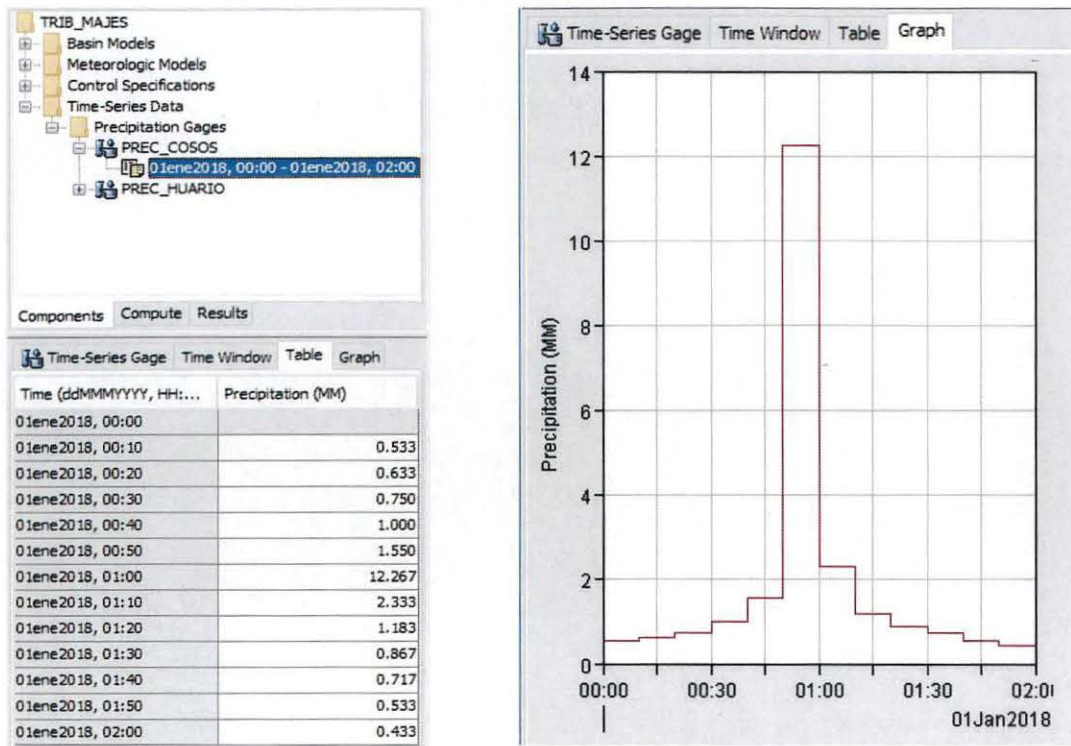 TRIB_MAJES
Basin Models
Meteorologic Models
Control Specifications
Time-Series Data
Precipitation Gages
PREC_COSOS
01ene2018, 00:00 - 01ene2018, 02:00
PREC_HUARIO
Components Compute Results
Time-Series Gage Time Window Table Graph
Time (ddMMMYYYY, HH:... Precipitation (MM)
01ene2018, 00:00
01ene2018, 00:10 0.533
01ene2018, 00:20 0.633
01ene2018, 00:30 0.750
01ene2018, 00:40 1.000
01ene2018, 00:50 1.550
01ene2018, 01:00 12.267
01ene2018, 01:10 2.333
01ene2018, 01:20 1.183
01ene2018, 01:30 0.867
01ene2018, 01:40 0.717
01ene2018, 01:50 0.533
01ene2018, 02:00 0.433
Time-Series Gage Time Window Table Graph
14
12
10
8
6
4
2
0
Precipitation (MM)
00:00 00:30 01:00 01:30 02:0
01Jan2018